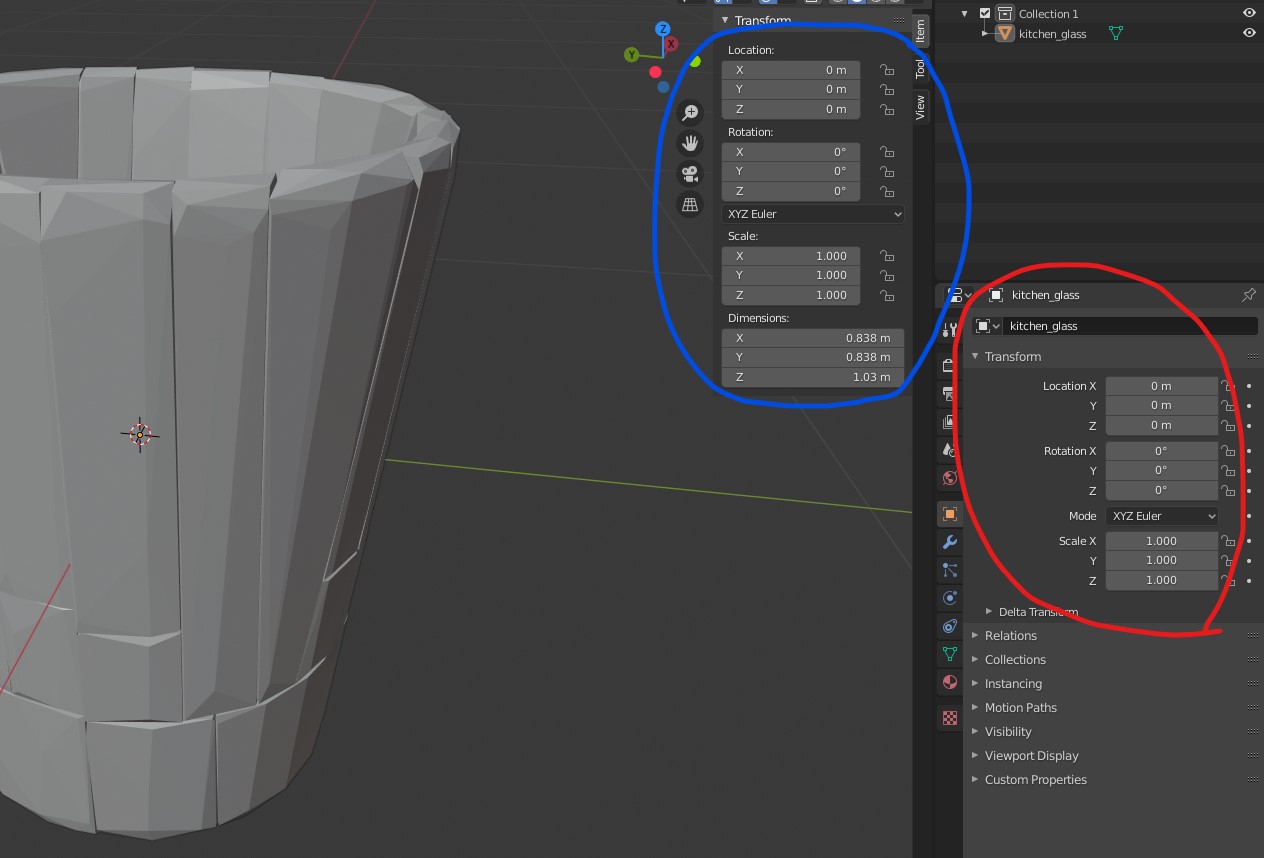 Transform
Item
Tool
View
Z
X
Y
Location:
X 0 m
Y 0 m
Z 0 m
Rotation:
X 0°
Y 0°
Z 0°
XYZ Euler
Scale:
X 1.000
Y 1.000
Z 1.000
Dimensions:
X 0.838 m
Y 0.838 m
Z 1.03 m
Collection 1
kitchen_glass
kitchen_glass
kitchen_glass
Transform
Location X 0 m
Y 0 m
Z 0 m
Rotation X 0°
Y 0°
Z 0°
Mode XYZ Euler
Scale X 1.000
Y 1.000
Z 1.000
Delta Transform
Relations
Collections
Instancing
Motion Paths
Visibility
Viewport Display
Custom Properties